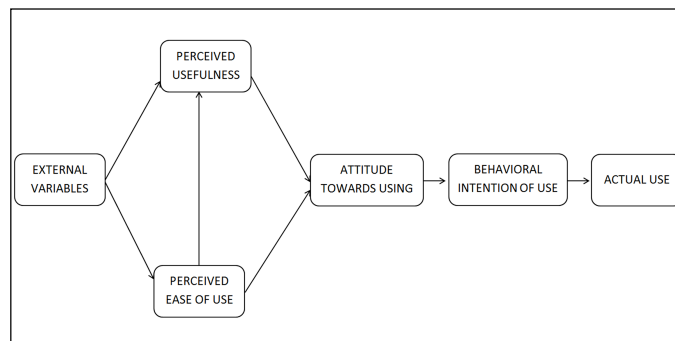 PERCEIVED
USEFULNESS
EXTERNAL
VARIABLES
ATTITUDE
TOWARDS USING
BEHAVIORAL
INTENTION OF USE
ACTUAL USE
PERCEIVED
EASE OF USE